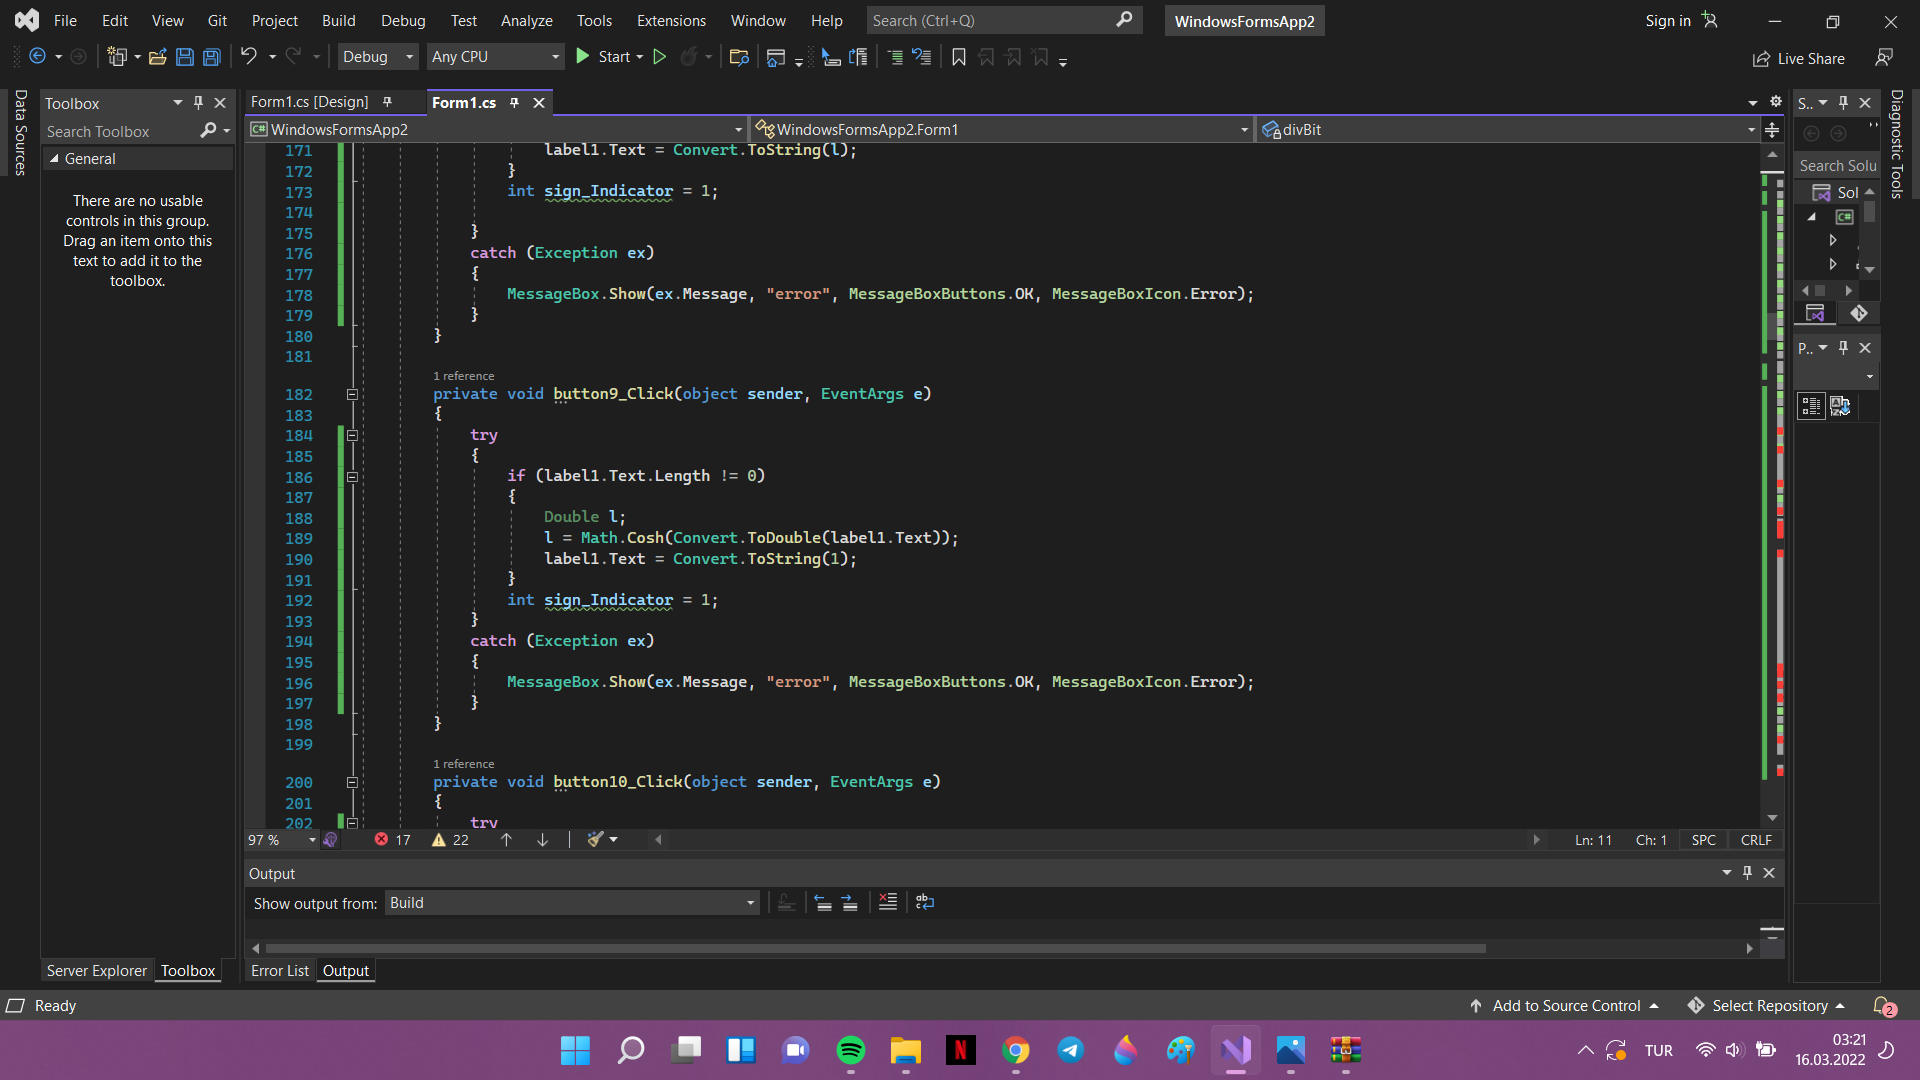 File Edit View Git Project Build Debug Test Analyze Tools Extensions Window Help Search (Ctrl+Q) WindowsFormsApp2 Sign in
Debug Any CPU Start Live Share
Data Sources
Toolbox
Search Toolbox
General
There are no usable
controls in this group.
Drag an item onto this
text to add it to the
toolbox.
Server Explorer Toolbox
Form1.cs [Design] Form1.cs
WindowsFormsApp2 WindowsFormsApp2.Form1 divBit
171 label1.Text = Convert.ToString(l);
172 }
173 int sign_Indicator = 1;
174
175 }
176 catch (Exception ex)
177 {
178 MessageBox.Show(ex.Message, "error", MessageBoxButtons.OK, MessageBoxIcon.Error);
179 }
180 }
181
1 reference
182 private void button9_Click(object sender, EventArgs e)
183 {
184 try
185 {
186 if (label1.Text.Length != 0)
187 {
188 Double l;
189 l = Math.Cosh(Convert.ToDouble(label1.Text));
190 label1.Text = Convert.ToString(1);
191 }
192 int sign_Indicator = 1;
193 }
194 catch (Exception ex)
195 {
196 MessageBox.Show(ex.Message, "error", MessageBoxButtons.OK, MessageBoxIcon.Error);
197 }
198 }
199
1 reference
200 private void button10_Click(object sender, EventArgs e)
201 {
202 try
97 % 17 22 Ln: 11 Ch: 1 SPC CRLF
Output
Show output from: Build
Error List Output
S..
Search Solu
Sol
P..
Diagnostic Tools
Ready Add to Source Control Select Repository 2
TUR 03:21
16.03.2022